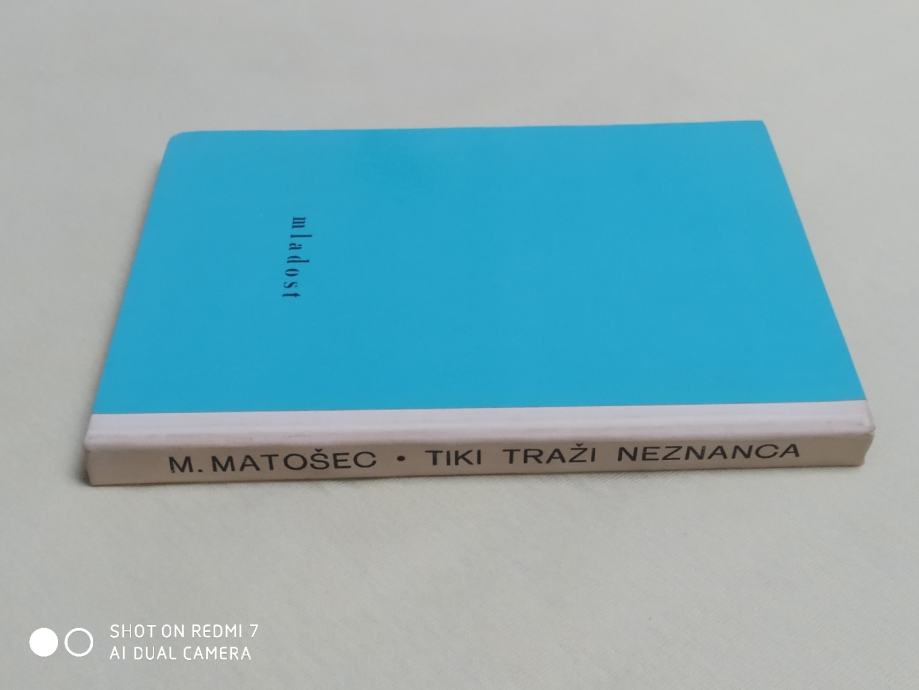 mladost
M. MATOŠEC • TIKI TRAŽI NEZNANCA
SHOT ON REDMI 7
AI DUAL CAMERA